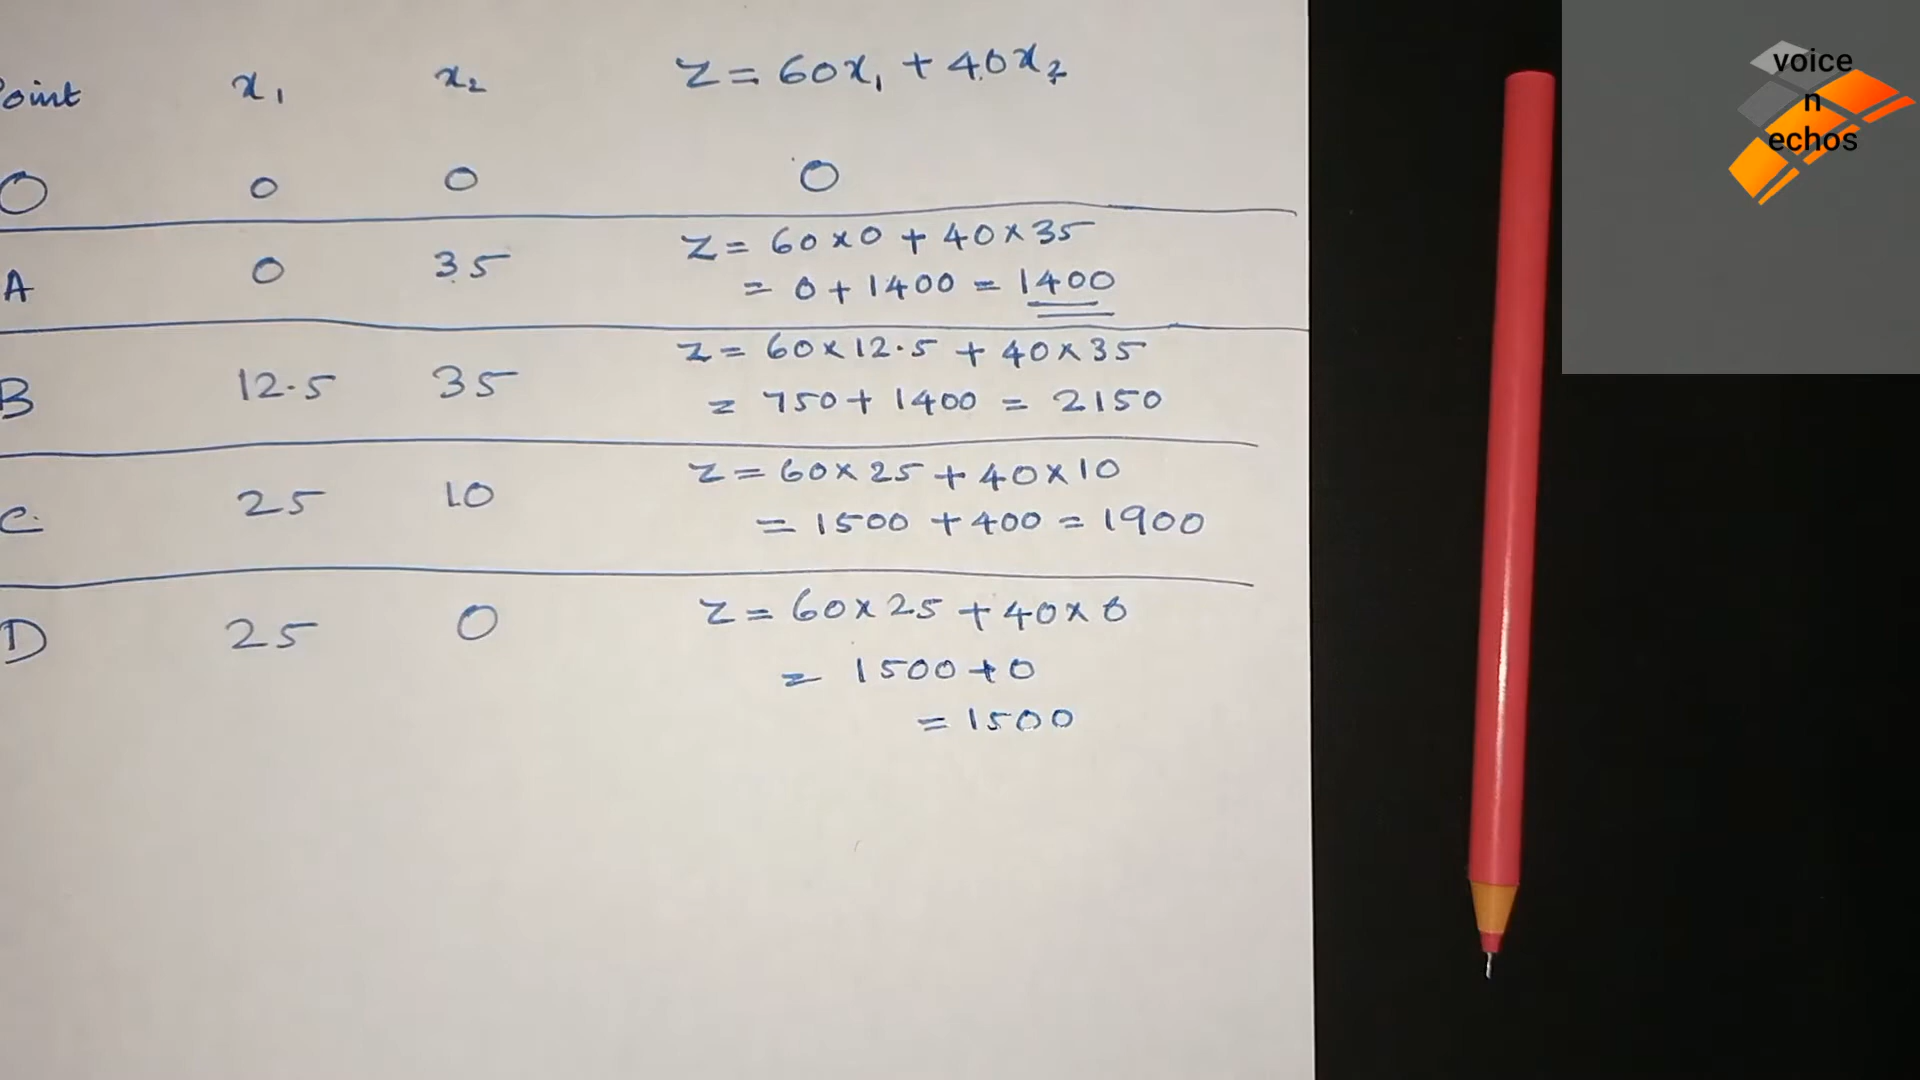 Point x₁ x₂ Z = 60x₁ + 40x₂
O 0 0 0
A 0 35 Z = 60 × 0 + 40 × 35
= 0 + 1400 = 1400
B 12.5 35 Z = 60 × 12.5 + 40 × 35
= 750 + 1400 = 2150
C 25 10 Z = 60 × 25 + 40 × 10
= 1500 + 400 = 1900
D 25 0 Z = 60 × 25 + 40 × 0
= 1500 + 0
= 1500
voice
n
echos